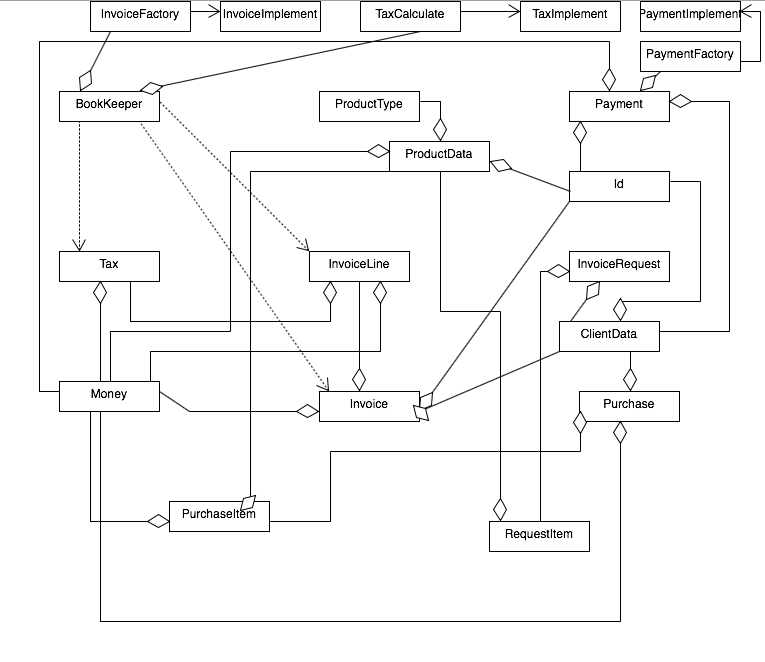 InvoiceFactory
InvoiceImplement
TaxCalculate
TaxImplement
PaymentImplement
PaymentFactory
BookKeeper
ProductType
Payment
ProductData
Id
Tax
InvoiceLine
InvoiceRequest
ClientData
Money
Invoice
Purchase
PurchaseItem
RequestItem